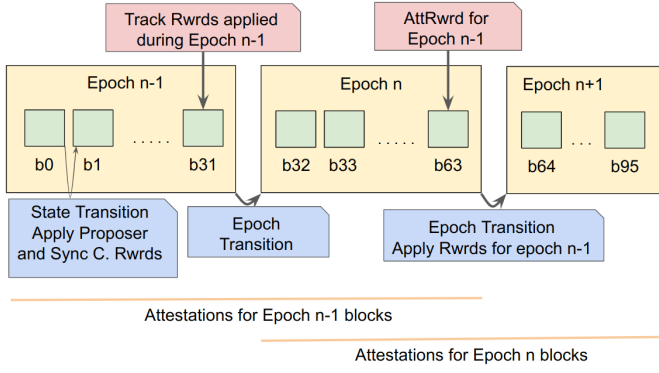 Track Rwrds applied
during Epoch n-1
AttRwrd for
Epoch n-1
Epoch n-1
Epoch n
Epoch n+1
. . . . .
. . . . .
. . .
b0
b1
b31
b32
b33
b63
b64
b95
State Transition
Apply Proposer
and Sync C. Rwrds
Epoch
Transition
Epoch Transition
Apply Rwrds for epoch n-1
Attestations for Epoch n-1 blocks
Attestations for Epoch n blocks